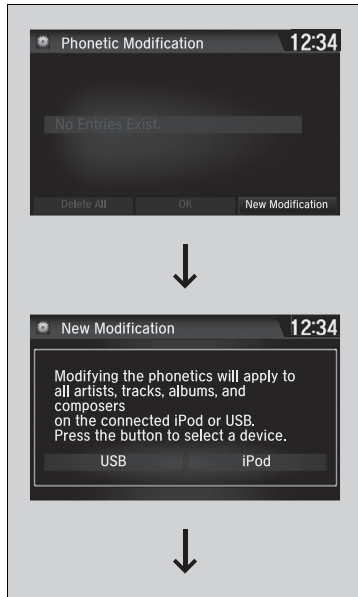 Phonetic Modification 12:34
No Entries Exist.
Delete All OK New Modification
New Modification 12:34
Modifying the phonetics will apply to
all artists, tracks, albums, and
composers
on the connected iPod or USB.
Press the button to select a device.
USB iPod